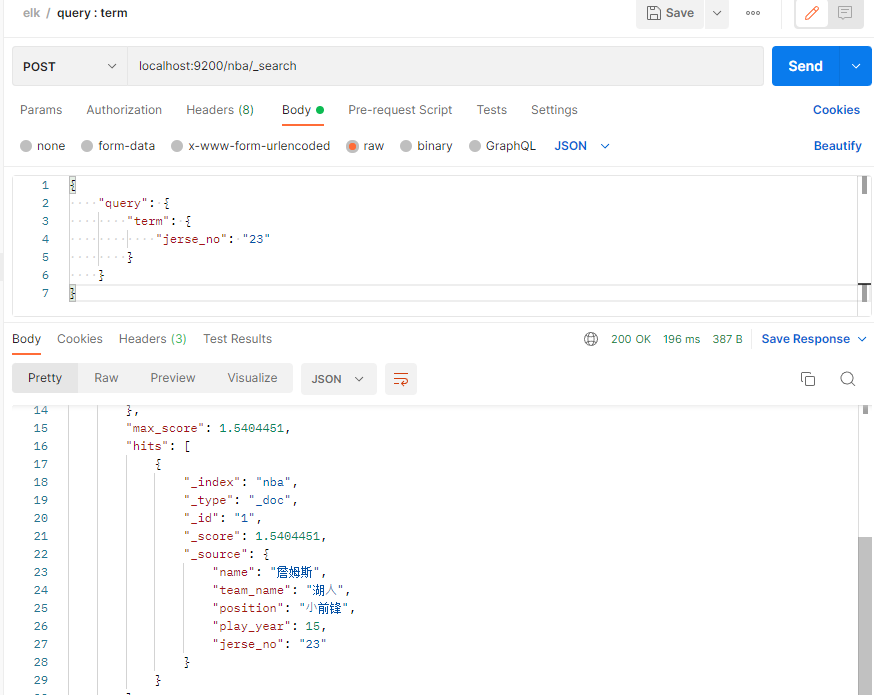 elk / query : term
Save
POST
localhost:9200/nba/_search
Send
Params Authorization Headers (8) Body Pre-request Script Tests Settings Cookies
none form-data x-www-form-urlencoded raw binary GraphQL JSON Beautify
1 {
2 "query": {
3 "term": {
4 "jerse_no": "23"
5 }
6 }
7 }
Body Cookies Headers (3) Test Results 200 OK 196 ms 387 B Save Response
Pretty Raw Preview Visualize JSON
14 },
15 "max_score": 1.5404451,
16 "hits": [
17 {
18 "_index": "nba",
19 "_type": "_doc",
20 "_id": "1",
21 "_score": 1.5404451,
22 "_source": {
23 "name": "詹姆斯",
24 "team_name": "湖人",
25 "position": "小前锋",
26 "play_year": 15,
27 "jerse_no": "23"
28 }
29 }